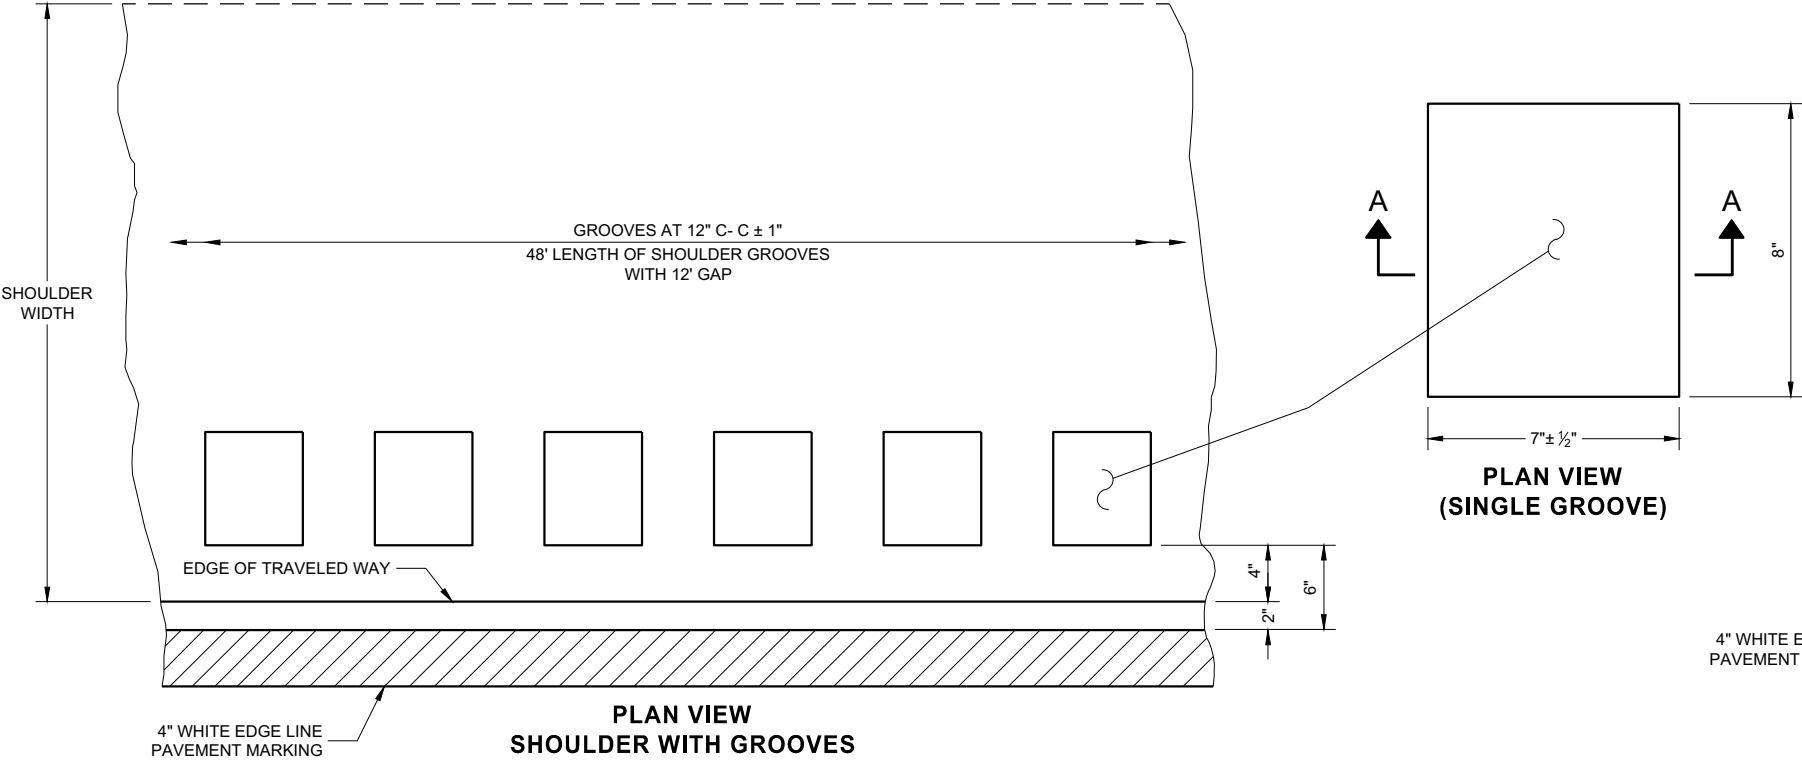 SHOULDER
WIDTH
GROOVES AT 12" C- C ± 1"
48' LENGTH OF SHOULDER GROOVES
WITH 12' GAP
EDGE OF TRAVELED WAY
4"
2"
6"
4" WHITE EDGE LINE
PAVEMENT MARKING
PLAN VIEW
SHOULDER WITH GROOVES
A
A
8"
7"± ½"
PLAN VIEW
(SINGLE GROOVE)
4" WHITE E
PAVEMENT